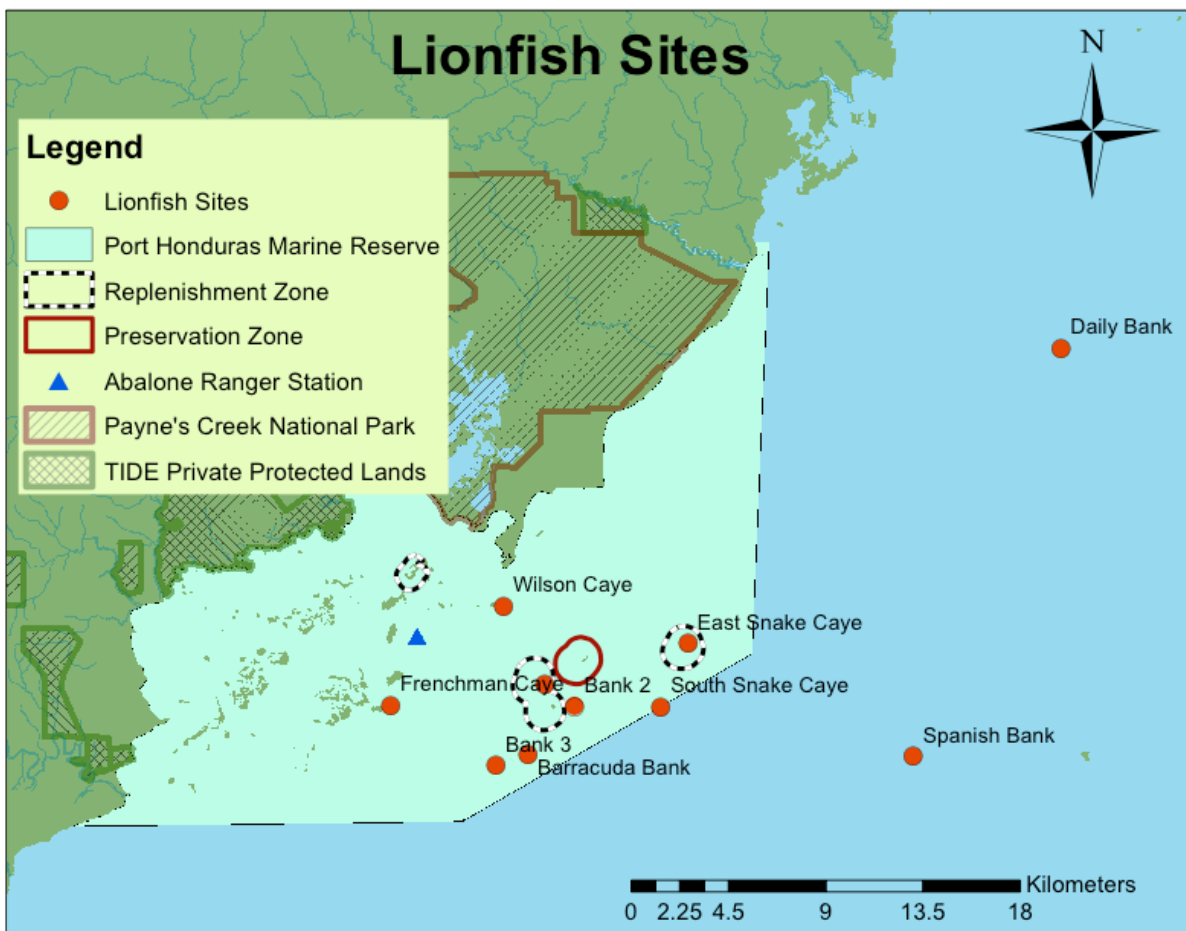 Lionfish Sites
N
Legend
Lionfish Sites
Port Honduras Marine Reserve
Replenishment Zone
Preservation Zone
Abalone Ranger Station
Payne's Creek National Park
TIDE Private Protected Lands
Daily Bank
Wilson Caye
East Snake Caye
Frenchman Caye
Bank 2
South Snake Caye
Spanish Bank
Bank 3
Barracuda Bank
Kilometers
0 2.25 4.5 9 13.5 18